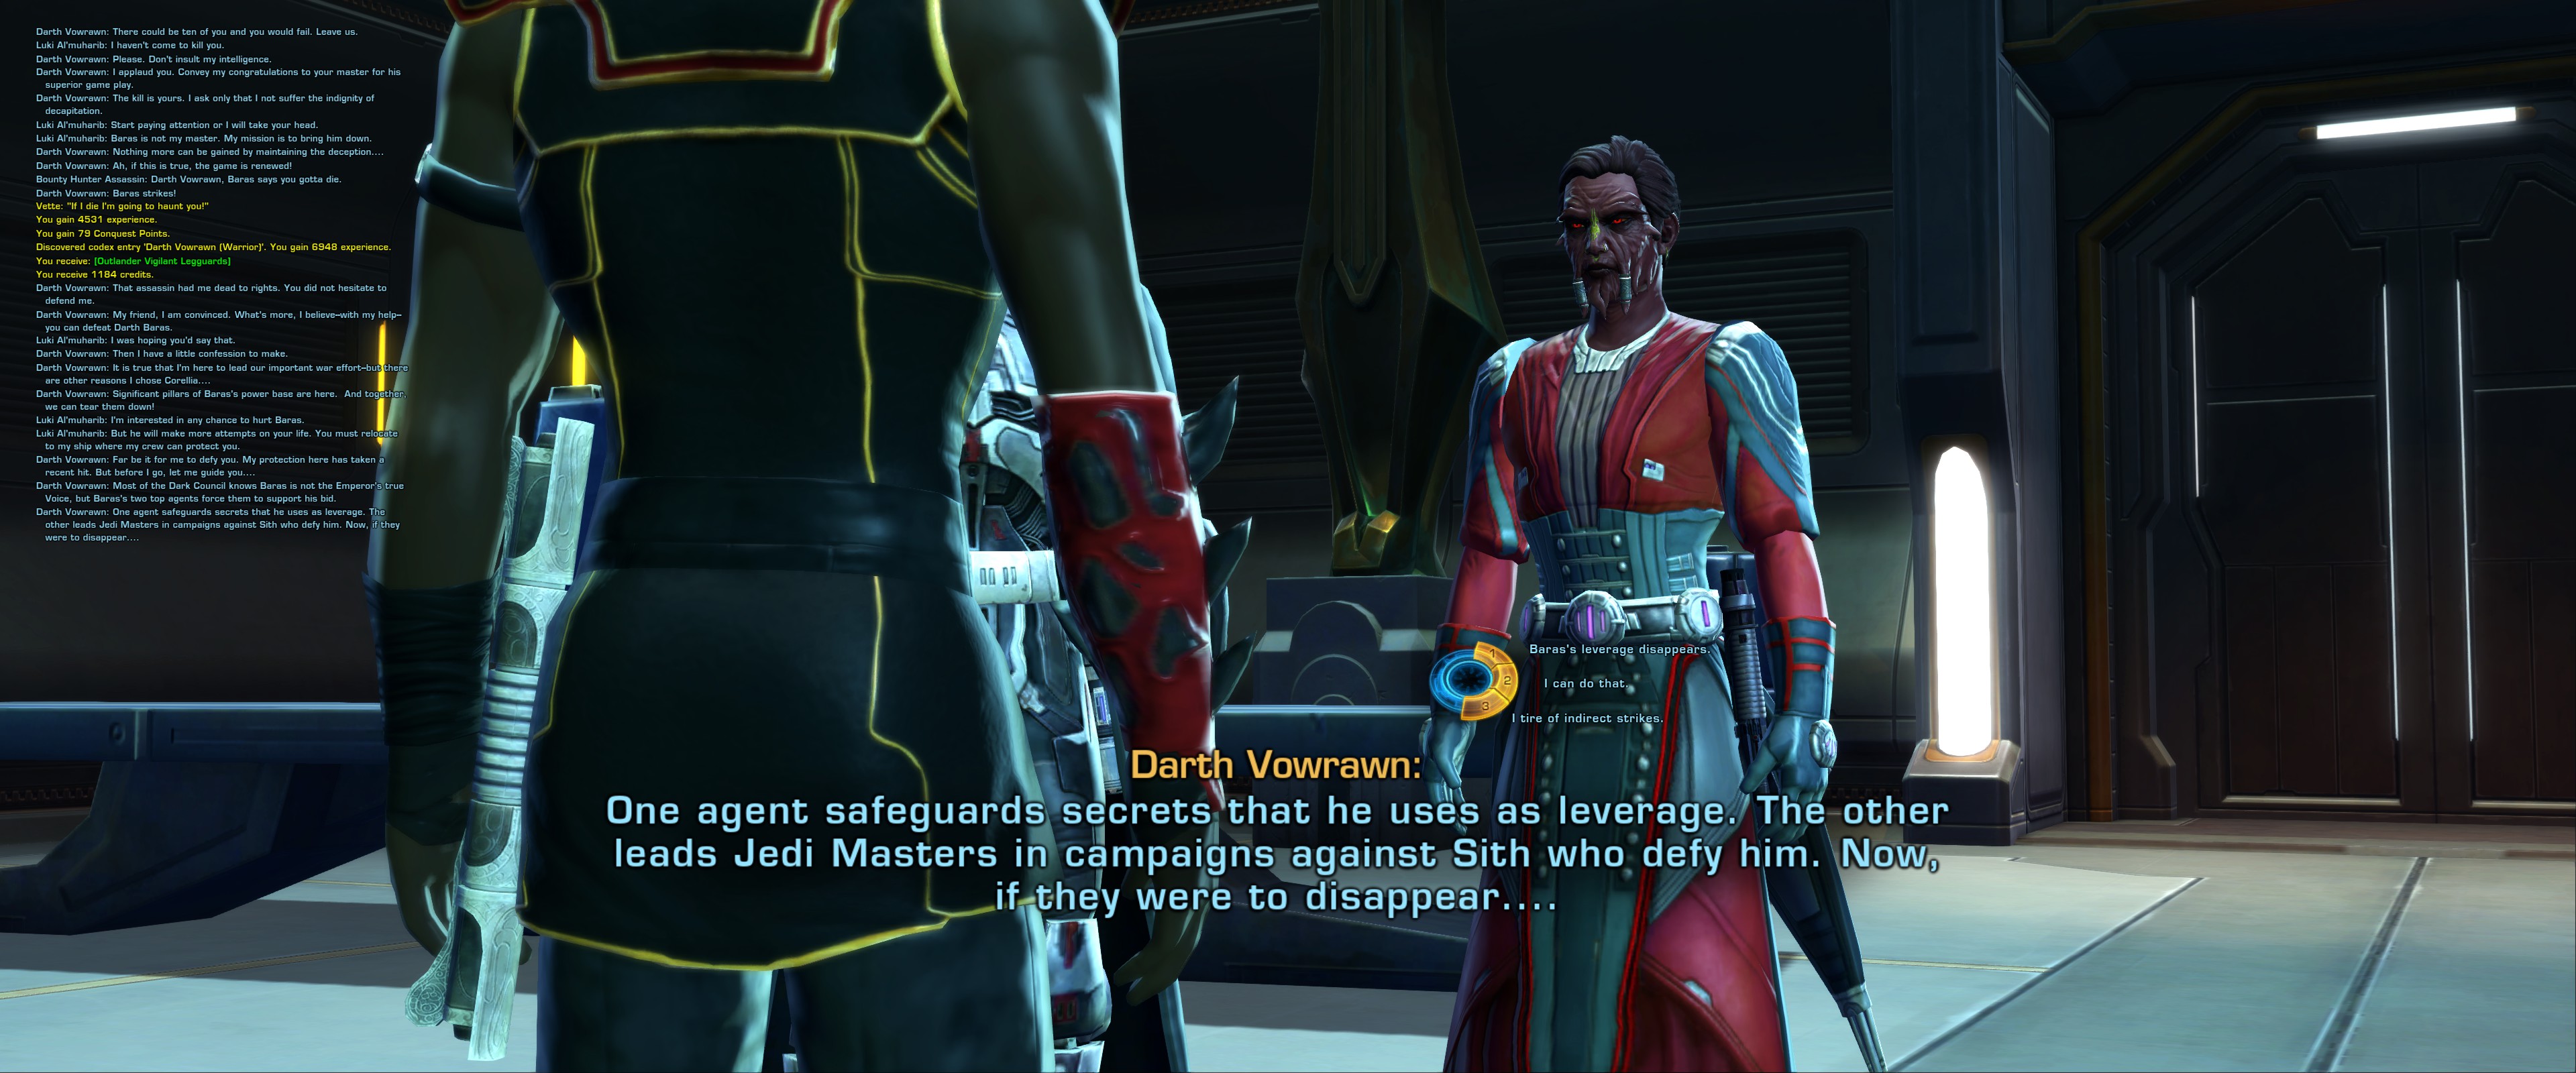 Darth Vowrawn: There could be ten of you and you would fail. Leave us.
Luki Al'muharib: I haven't come to kill you.
Darth Vowrawn: Please. Don't insult my intelligence.
Darth Vowrawn: I applaud you. Convey my congratulations to your master for his
superior game play.
Darth Vowrawn: The kill is yours. I ask only that I not suffer the indignity of
decapitation.
Luki Al'muharib: Start paying attention or I will take your head.
Luki Al'muharib: Baras is not my master. My mission is to bring him down.
Darth Vowrawn: Nothing more can be gained by maintaining the deception....
Darth Vowrawn: Ah, if this is true, the game is renewed!
Bounty Hunter Assassin: Darth Vowrawn, Baras says you gotta die.
Darth Vowrawn: Baras strikes!
Vette: "If I die I'm going to haunt you!"
You gain 4531 experience.
You gain 79 Conquest Points.
Discovered codex entry 'Darth Vowrawn (Warrior)'. You gain 6948 experience.
You receive: [Outlander Vigilant Legguards]
You receive 1184 credits.
Darth Vowrawn: That assassin had me dead to rights. You did not hesitate to
defend me.
Darth Vowrawn: My friend, I am convinced. What's more, I believe–with my help–
you can defeat Darth Baras.
Luki Al'muharib: I was hoping you'd say that.
Darth Vowrawn: Then I have a little confession to make.
Darth Vowrawn: It is true that I'm here to lead our important war effort–but there
are other reasons I chose Corellia....
Darth Vowrawn: Significant pillars of Baras's power base are here. And together,
we can tear them down!
Luki Al'muharib: I'm interested in any chance to hurt Baras.
Luki Al'muharib: But he will make more attempts on your life. You must relocate
to my ship where my crew can protect you.
Darth Vowrawn: Far be it for me to defy you. My protection here has taken a
recent hit. But before I go, let me guide you....
Darth Vowrawn: Most of the Dark Council knows Baras is not the Emperor's true
Voice, but Baras's two top agents force them to support his bid.
Darth Vowrawn: One agent safeguards secrets that he uses as leverage. The
other leads Jedi Masters in campaigns against Sith who defy him. Now, if they
were to disappear....
1 Baras's leverage disappears.
2 I can do that.
3 I tire of indirect strikes.
Darth Vowrawn:
One agent safeguards secrets that he uses as leverage. The other
leads Jedi Masters in campaigns against Sith who defy him. Now,
if they were to disappear....